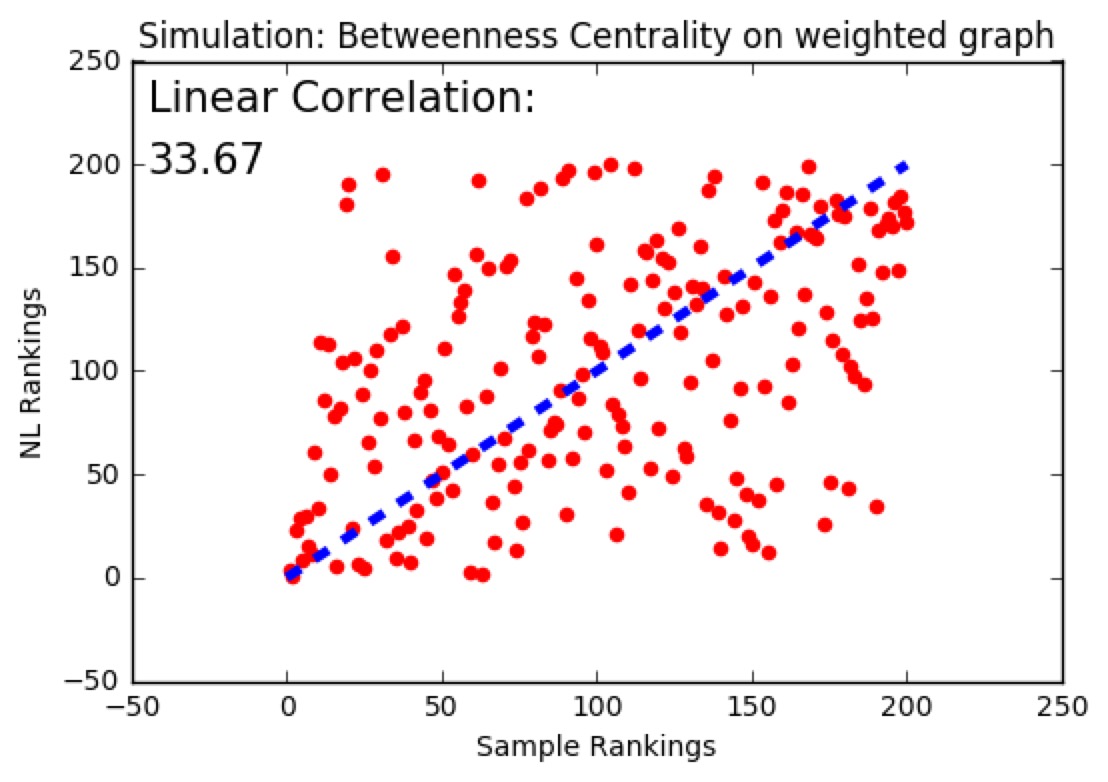 Simulation: Betweenness Centrality on weighted graph
Linear Correlation:
33.67
250
200
150
100
50
0
−50
NL Rankings
−50 0 50 100 150 200 250
Sample Rankings